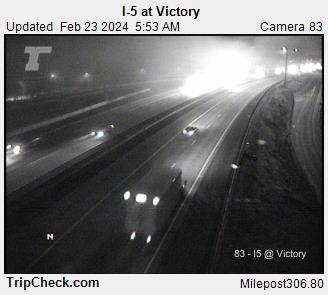 I-5 at Victory
Updated Feb 23 2024 5:53 AM Camera 83
T
N
83 - I5 @ Victory
TripCheck.com Milepost306.80